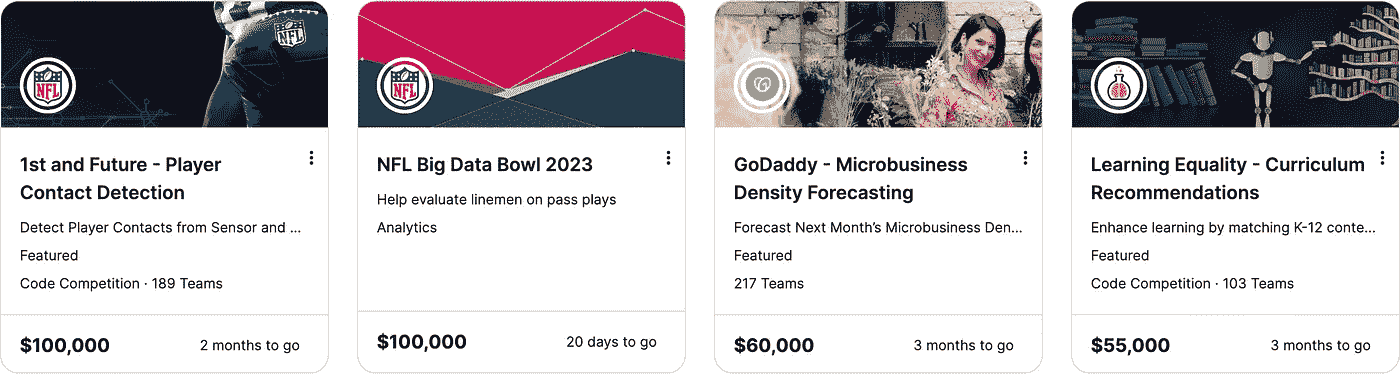 NFL
NFL
1st and Future - Player
Contact Detection
Detect Player Contacts from Sensor and ...
Featured
Code Competition · 189 Teams
$100,000
2 months to go
NFL
NFL Big Data Bowl 2023
Help evaluate linemen on pass plays
Analytics
$100,000
20 days to go
GoDaddy - Microbusiness
Density Forecasting
Forecast Next Month’s Microbusiness Den...
Featured
217 Teams
$60,000
3 months to go
Learning Equality - Curriculum
Recommendations
Enhance learning by matching K-12 conte...
Featured
Code Competition · 103 Teams
$55,000
3 months to go